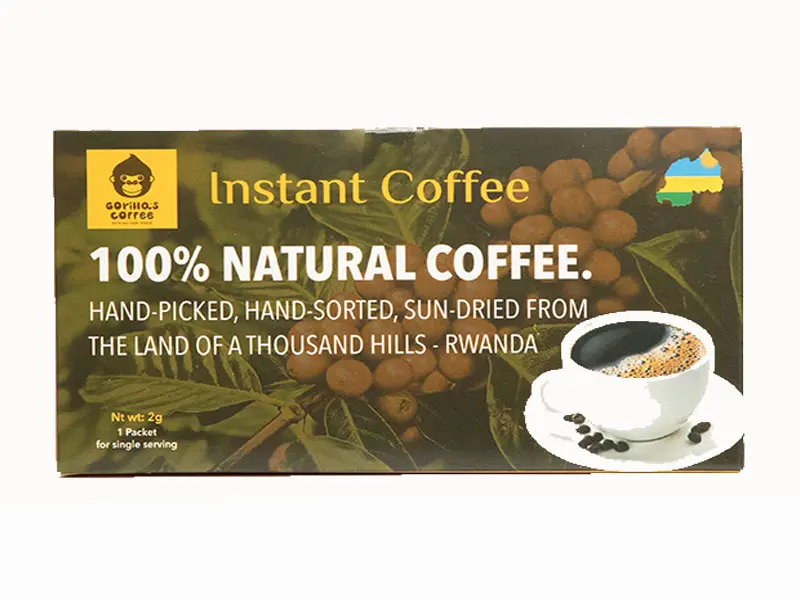 Gorilla's
Coffee
Instant Coffee
100% NATURAL COFFEE.
HAND-PICKED, HAND-SORTED, SUN-DRIED FROM
THE LAND OF A THOUSAND HILLS - RWANDA
Nt wt: 2g
1 Packet
for single serving